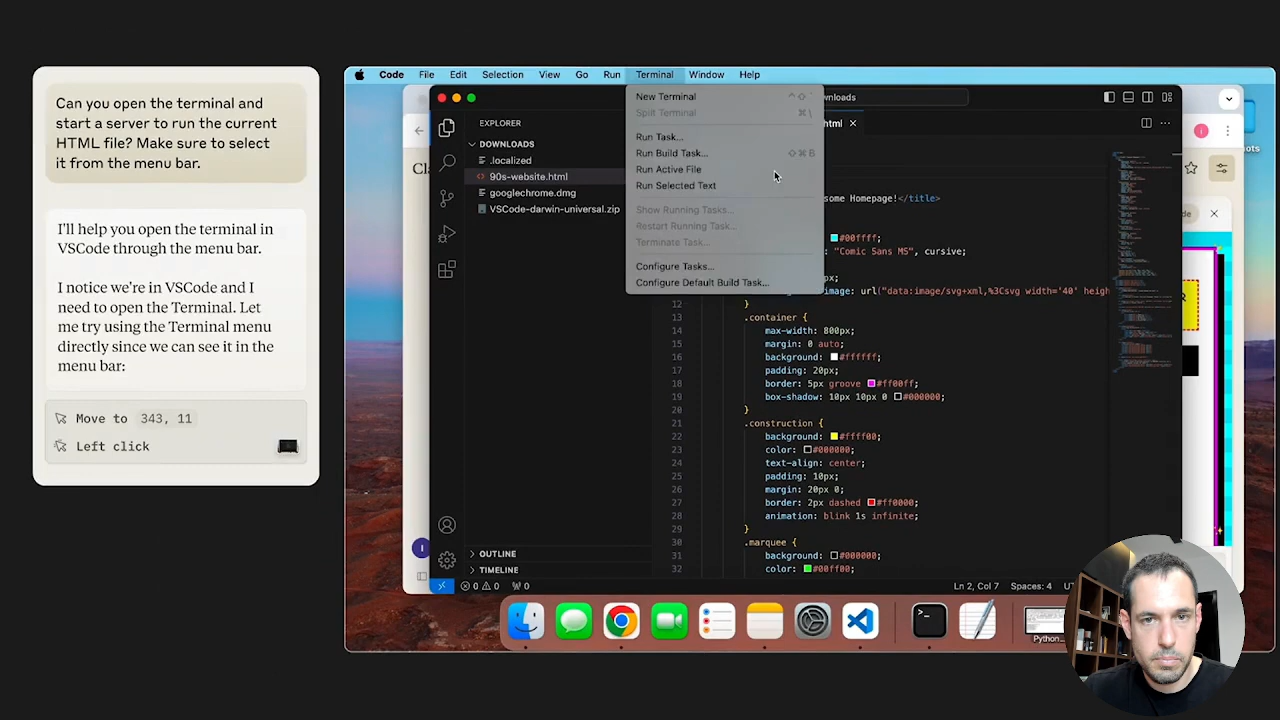 Can you open the terminal and
start a server to run the current
HTML file? Make sure to select
it from the menu bar.
I'll help you open the terminal in
VSCode through the menu bar.
I notice we're in VSCode and I
need to open the Terminal. Let
me try using the Terminal menu
directly since we can see it in the
menu bar:
Move to 343, 11
Left click
Code File Edit Selection View Go Run Terminal Window Help
wnloads
New Terminal ⌃⇧`
Split Terminal ⌘\
Run Task...
Run Build Task... ⇧⌘B
Run Active File
Run Selected Text
Show Running Tasks...
Restart Running Task...
Terminate Task...
Configure Tasks...
Configure Default Build Task...
EXPLORER
DOWNLOADS
.localized
90s-website.html
googlechrome.dmg
VSCode-darwin-universal.zip
OUTLINE
TIMELINE
html ×
some Homepage!</title>
#00ffff;
"Comic Sans MS", cursive;
px;
image: url("data:image/svg+xml,%3Csvg width='40' heigh
12 }
13 .container {
14 max-width: 800px;
15 margin: 0 auto;
16 background: #ffffff;
17 padding: 20px;
18 border: 5px groove #ff00ff;
19 box-shadow: 10px 10px 0 #000000;
20 }
21 .construction {
22 background: #ffff00;
23 color: #000000;
24 text-align: center;
25 padding: 10px;
26 margin: 20px 0;
27 border: 2px dashed #ff0000;
28 animation: blink 1s infinite;
29 }
30 .marquee {
31 background: #000000;
32 color: #00ff00;
0 0 0
Ln 2, Col 7 Spaces: 4
Cla
de
ots
R
Python...